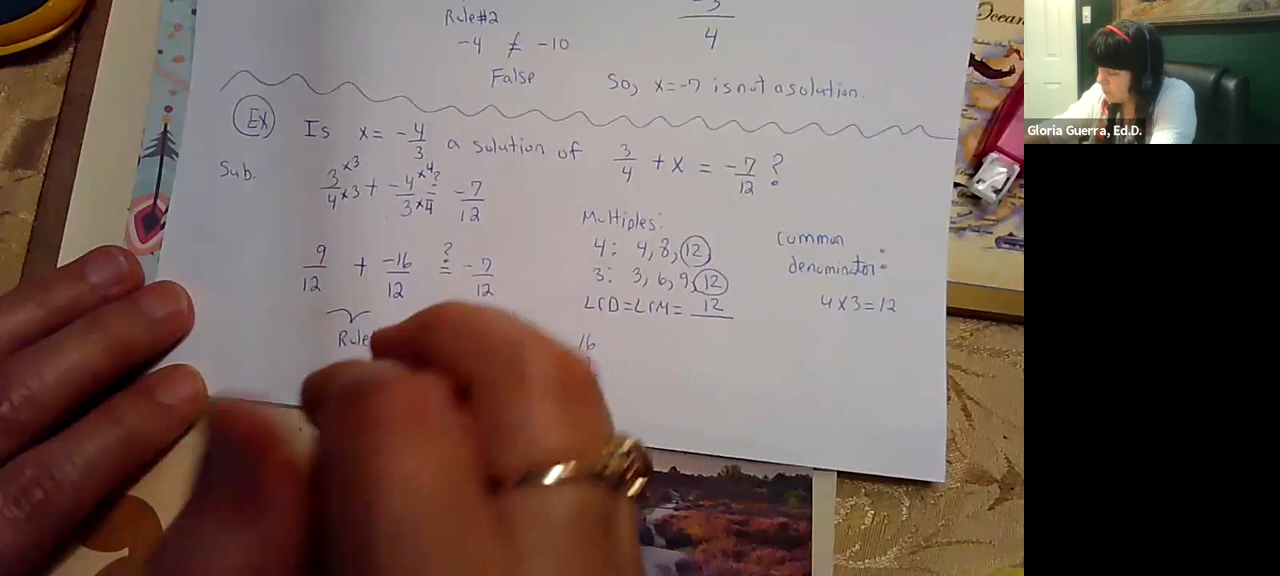 Rule#2
-4 ≠ -10
False
4
So, x=-7 is not a solution.
Ex Is x = -4/3 a solution of 3/4 + x = -7/12 ?
Sub.
3×3/4×3 + -4×4/3×4 ?= -7/12
9/12 + -16/12 ?= -7/12
Rule
Multiples:
4: 4, 8, 12
3: 3, 6, 9, 12
LCD=LCM= 12
16
Common
denominator:
4×3=12
Ocean
Gloria Guerra, Ed.D.